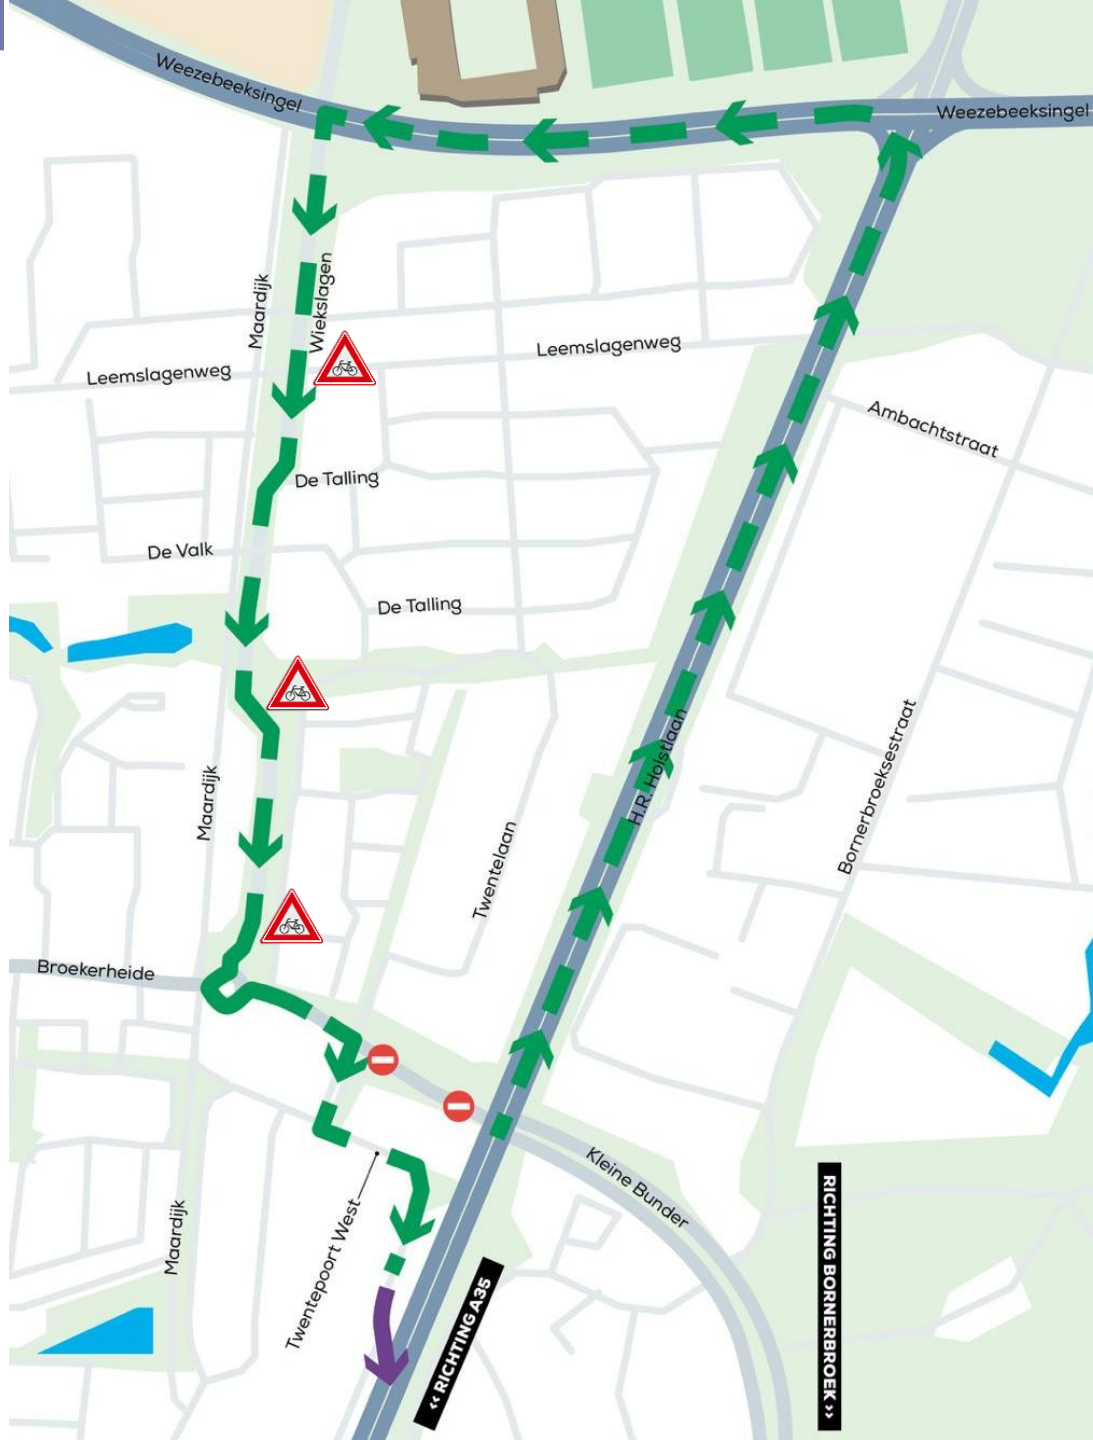 Weezebeeksingel
Weezebeeksingel
Maardijk
Wiekslagen
Leemslagenweg
Leemslagenweg
Ambachtstraat
De Talling
De Valk
De Talling
H.R. Holstlaan
Bornerbroeksestraat
Maardijk
Twentelaan
Broekerheide
Kleine Bunder
Maardijk
Twentepoort West
<< RICHTING A35
RICHTING BORNERBROEK >>